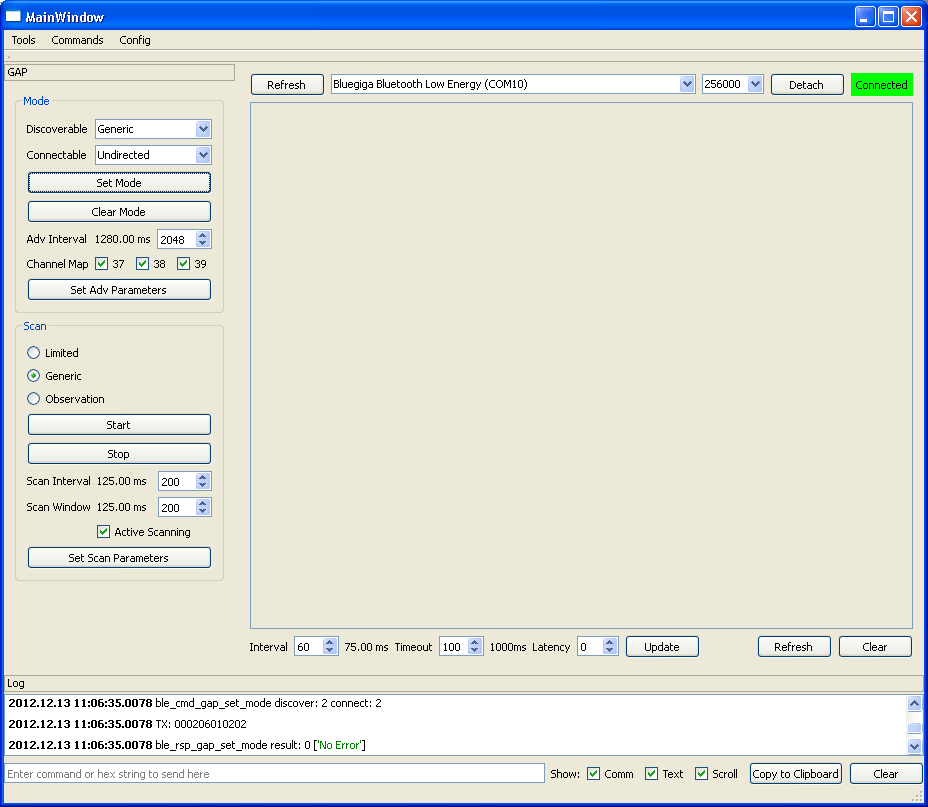 MainWindow
Tools Commands Config
GAP
Refresh Bluegiga Bluetooth Low Energy (COM10) 256000 Detach Connected
Mode
Discoverable Generic
Connectable Undirected
Set Mode
Clear Mode
Adv Interval 1280.00 ms 2048
Channel Map 37 38 39
Set Adv Parameters
Scan
Limited
Generic
Observation
Start
Stop
Scan Interval 125.00 ms 200
Scan Window 125.00 ms 200
Active Scanning
Set Scan Parameters
Interval 60 75.00 ms Timeout 100 1000ms Latency 0 Update Refresh Clear
Log
2012.12.13 11:06:35.0078 ble_cmd_gap_set_mode discover: 2 connect: 2
2012.12.13 11:06:35.0078 TX: 000206010202
2012.12.13 11:06:35.0078 ble_rsp_gap_set_mode result: 0 ['No Error']
Enter command or hex string to send here Show: Comm Text Scroll Copy to Clipboard Clear